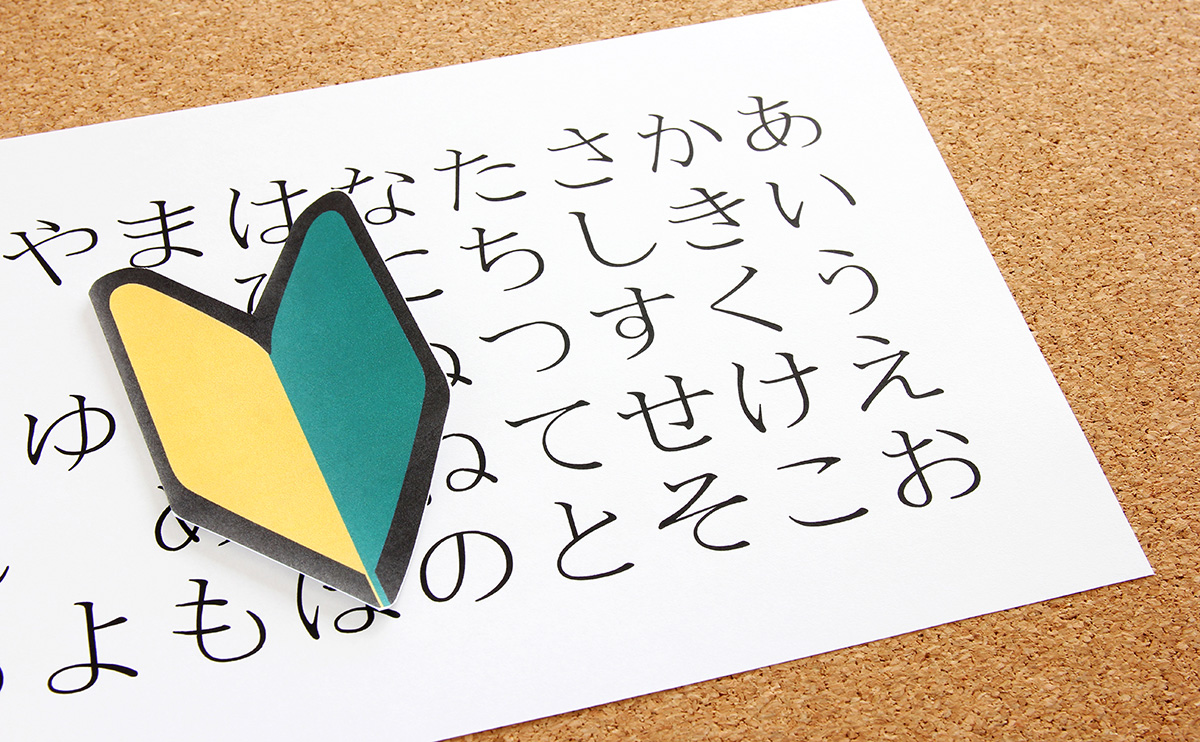 あいうえお
かきくけこ
さしすせそ
たちつてと
なの
は
まも
やゆよ